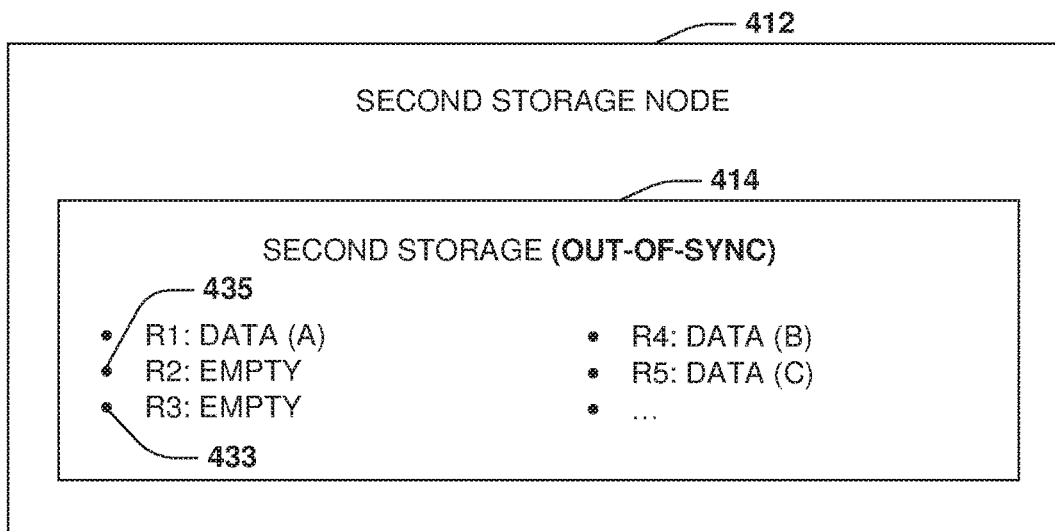 412
SECOND STORAGE NODE
414
SECOND STORAGE (OUT-OF-SYNC)
435
• R1: DATA (A)
• R2: EMPTY
• R3: EMPTY
433
• R4: DATA (B)
• R5: DATA (C)
• ...